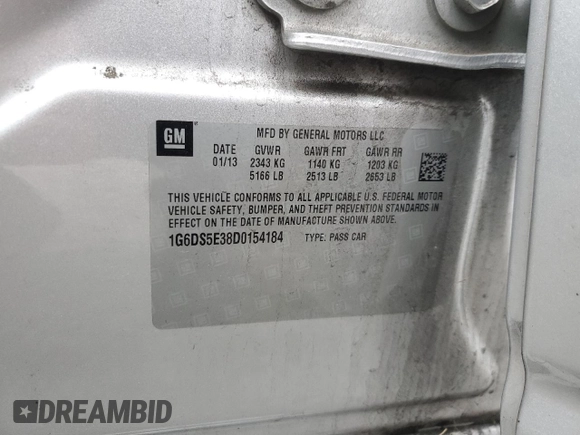 GM
MFD BY GENERAL MOTORS LLC
DATE GVWR GAWR FRT GAWR RR
01/13 2343 KG 1140 KG 1203 KG
5166 LB 2513 LB 2653 LB
THIS VEHICLE CONFORMS TO ALL APPLICABLE U.S. FEDERAL MOTOR
VEHICLE SAFETY, BUMPER, AND THEFT PREVENTION STANDARDS IN
EFFECT ON THE DATE OF MANUFACTURE SHOWN ABOVE.
1G6DS5E38D0154184 TYPE: PASS CAR
DREAMBID